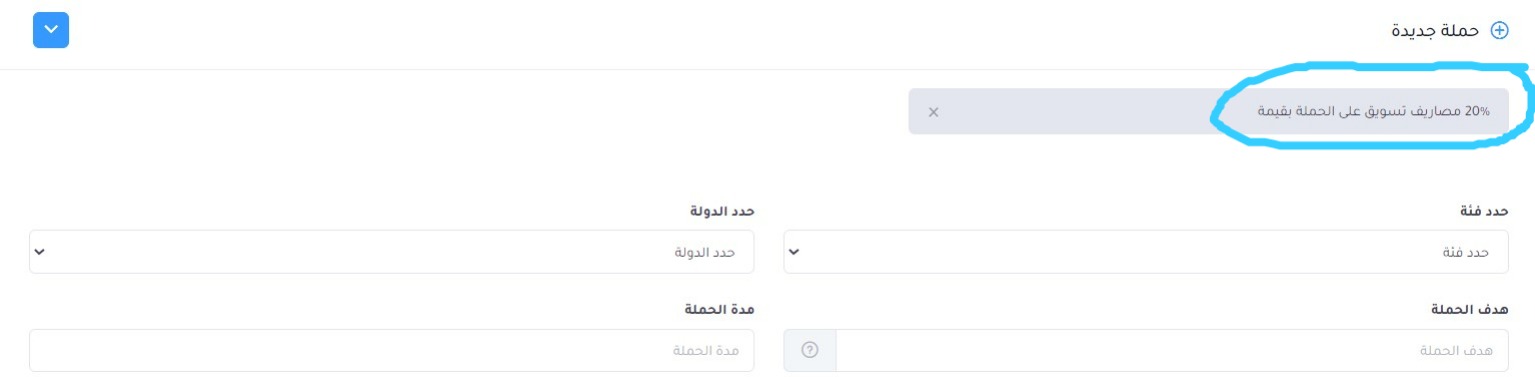 حملة جديدة
20% مصاريف تسويق على الحملة بقيمة
حدد فئة
حدد الدولة
حدد فئة
حدد الدولة
هدف الحملة
مدة الحملة
هدف الحملة
مدة الحملة